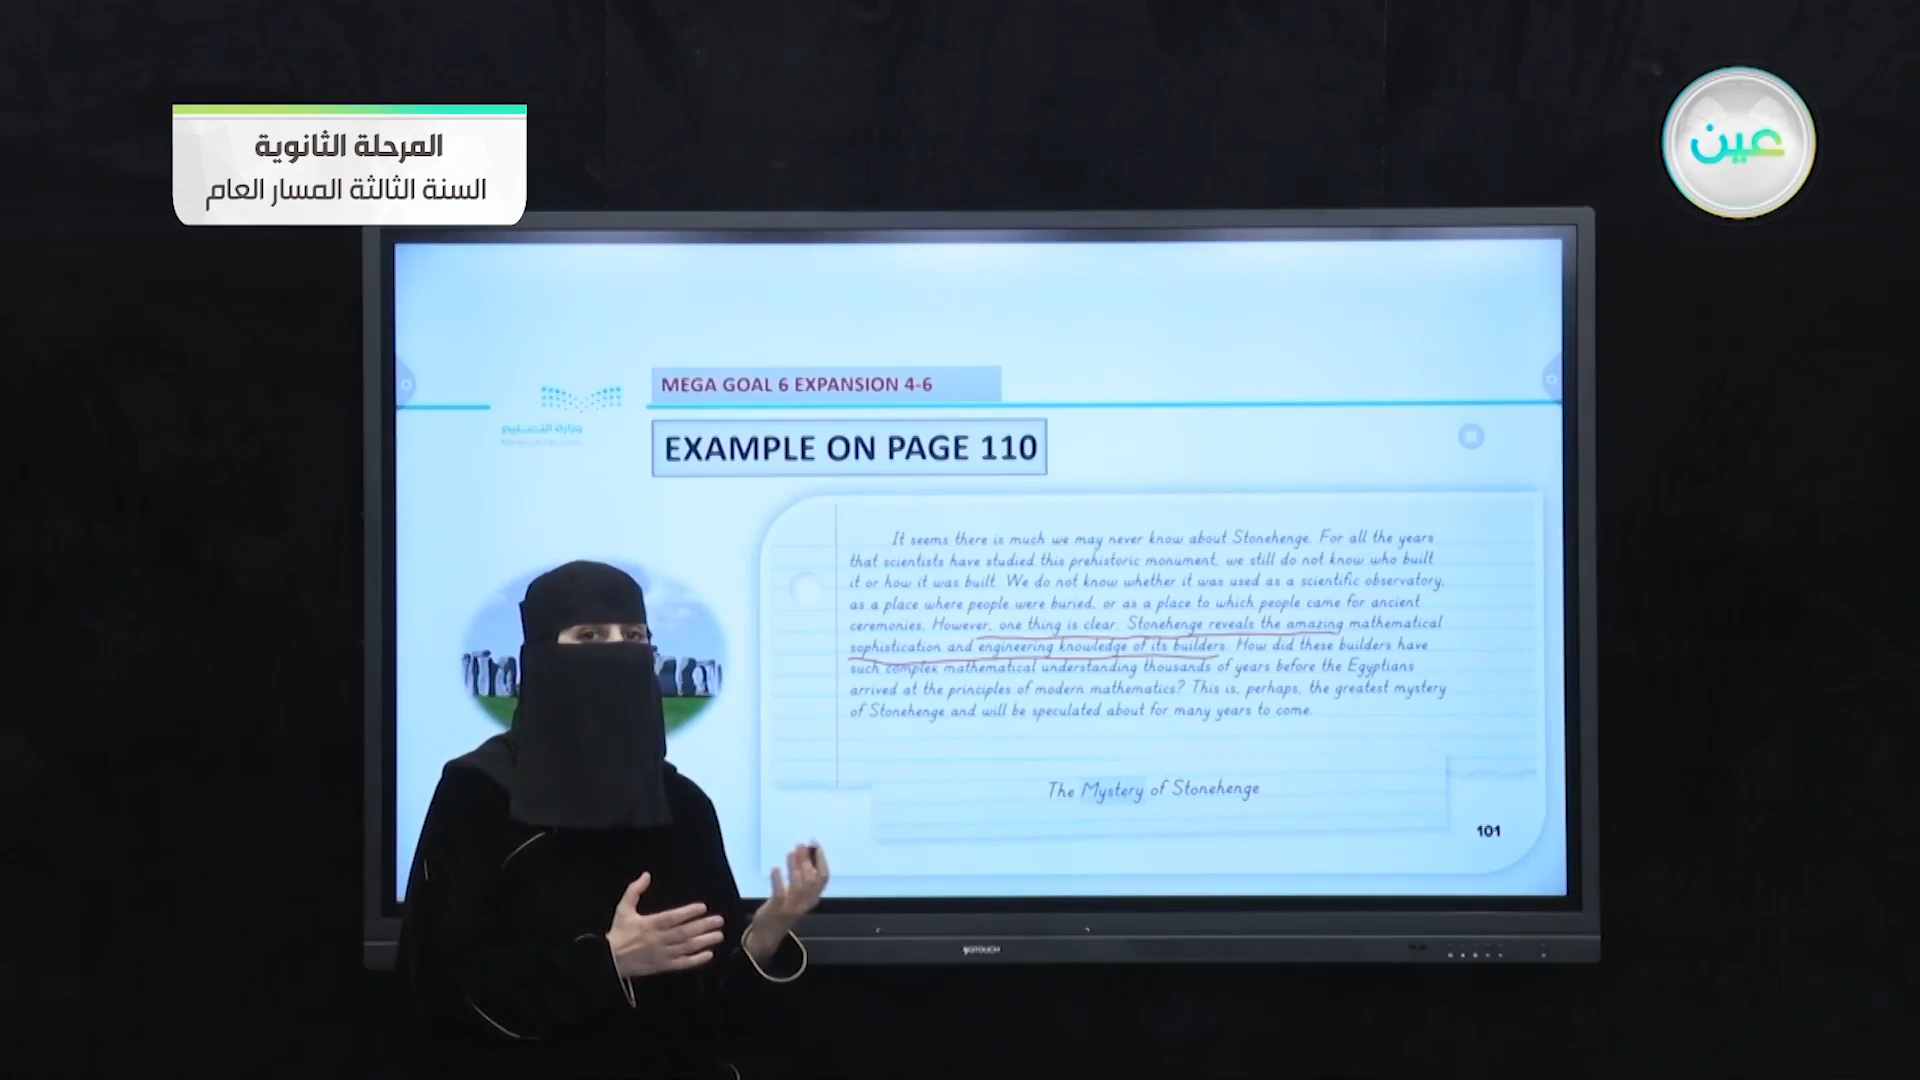 المرحلة الثانوية
السنة الثالثة المسار العام
عين
MEGA GOAL 6 EXPANSION 4-6
وزارة التعليم
EXAMPLE ON PAGE 110
It seems there is much we may never know about Stonehenge. For all the years
that scientists have studied this prehistoric monument, we still do not know who built
it or how it was built. We do not know whether it was used as a scientific observatory,
as a place where people were buried, or as a place to which people came for ancient
ceremonies. However, one thing is clear. Stonehenge reveals the amazing mathematical
sophistication and engineering knowledge of its builders. How did these builders have
such complex mathematical understanding thousands of years before the Egyptians
arrived at the principles of modern mathematics? This is, perhaps, the greatest mystery
of Stonehenge and will be speculated about for many years to come.
The Mystery of Stonehenge
101